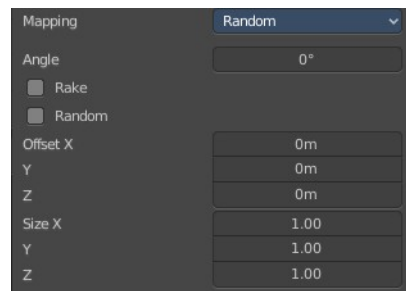 Mapping Random
Angle 0°
Rake
Random
Offset X 0m
Y 0m
Z 0m
Size X 1.00
Y 1.00
Z 1.00